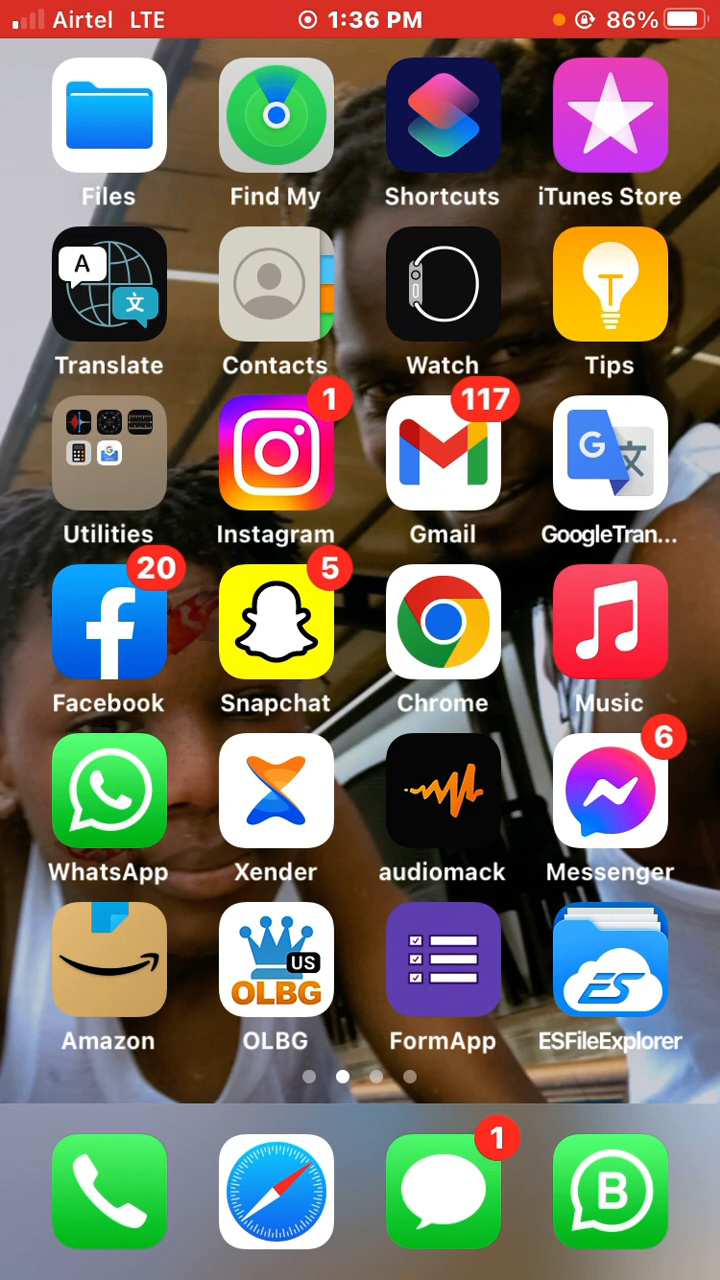 Airtel LTE 1:36 PM 86%
Files Find My Shortcuts iTunes Store
A 文 T
Translate Contacts Watch Tips
1 117
G 文
Utilities Instagram Gmail GoogleTran...
20 5
Facebook Snapchat Chrome Music
6
WhatsApp Xender audiomack Messenger
US
OLBG ES
Amazon OLBG FormApp ESFileExplorer
1
B